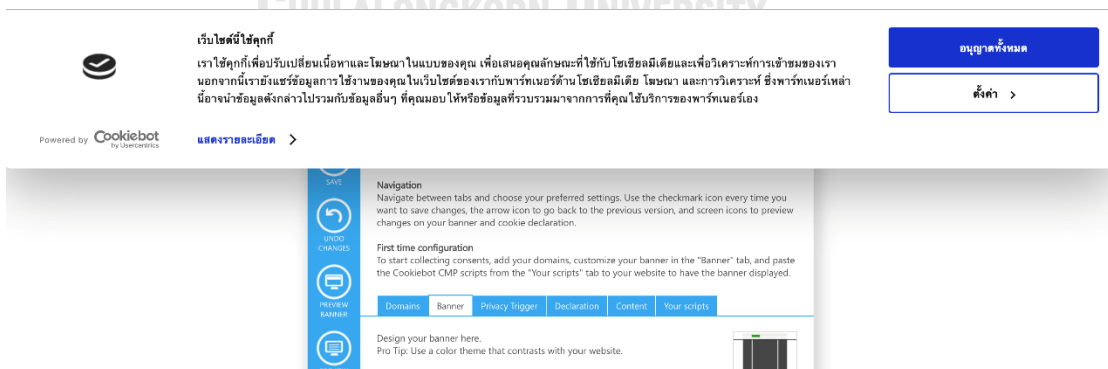 CHULALONGKORN UNIVERSITY
เว็บไซต์นี้ใช้คุกกี้
เราใช้คุกกี้เพื่อปรับเปลี่ยนเนื้อหาและโฆษณาในแบบของคุณ เพื่อเสนอคุณลักษณะที่ใช้กับโซเชียลมีเดียและเพื่อวิเคราะห์การเข้าชมของเรา
นอกจากนี้เรายังแชร์ข้อมูลการใช้งานของคุณในเว็บไซต์ของเรากับพาร์ทเนอร์ด้านโซเชียลมีเดีย โฆษณา และการวิเคราะห์ ซึ่งพาร์ทเนอร์เหล่า
นี้อาจนำข้อมูลดังกล่าวไปรวมกับข้อมูลอื่นๆ ที่คุณมอบให้หรือข้อมูลที่รวบรวมมาจากการที่คุณใช้บริการของพาร์ทเนอร์เอง
อนุญาตทั้งหมด
ตั้งค่า
Powered by Cookiebot
by Usercentrics
แสดงรายละเอียด
SAVE
UNDO
CHANGES
PREVIEW
BANNER
Navigation
Navigate between tabs and choose your preferred settings. Use the checkmark icon every time you
want to save changes, the arrow icon to go back to the previous version, and screen icons to preview
changes on your banner and cookie declaration.
First time configuration
To start collecting consents, add your domains, customize your banner in the "Banner" tab, and paste
the Cookiebot CMP scripts from the "Your scripts" tab to your website to have the banner displayed.
Domains Banner Privacy Trigger Declaration Content Your scripts
Design your banner here.
Pro Tip: Use a color theme that contrasts with your website.